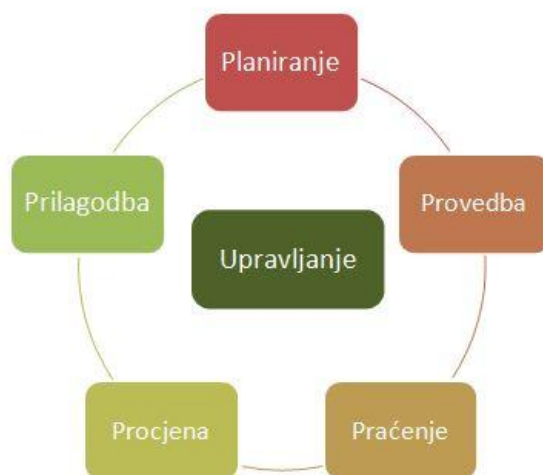 Planiranje
Prilagodba
Provedba
Upravljanje
Procjena
Praćenje